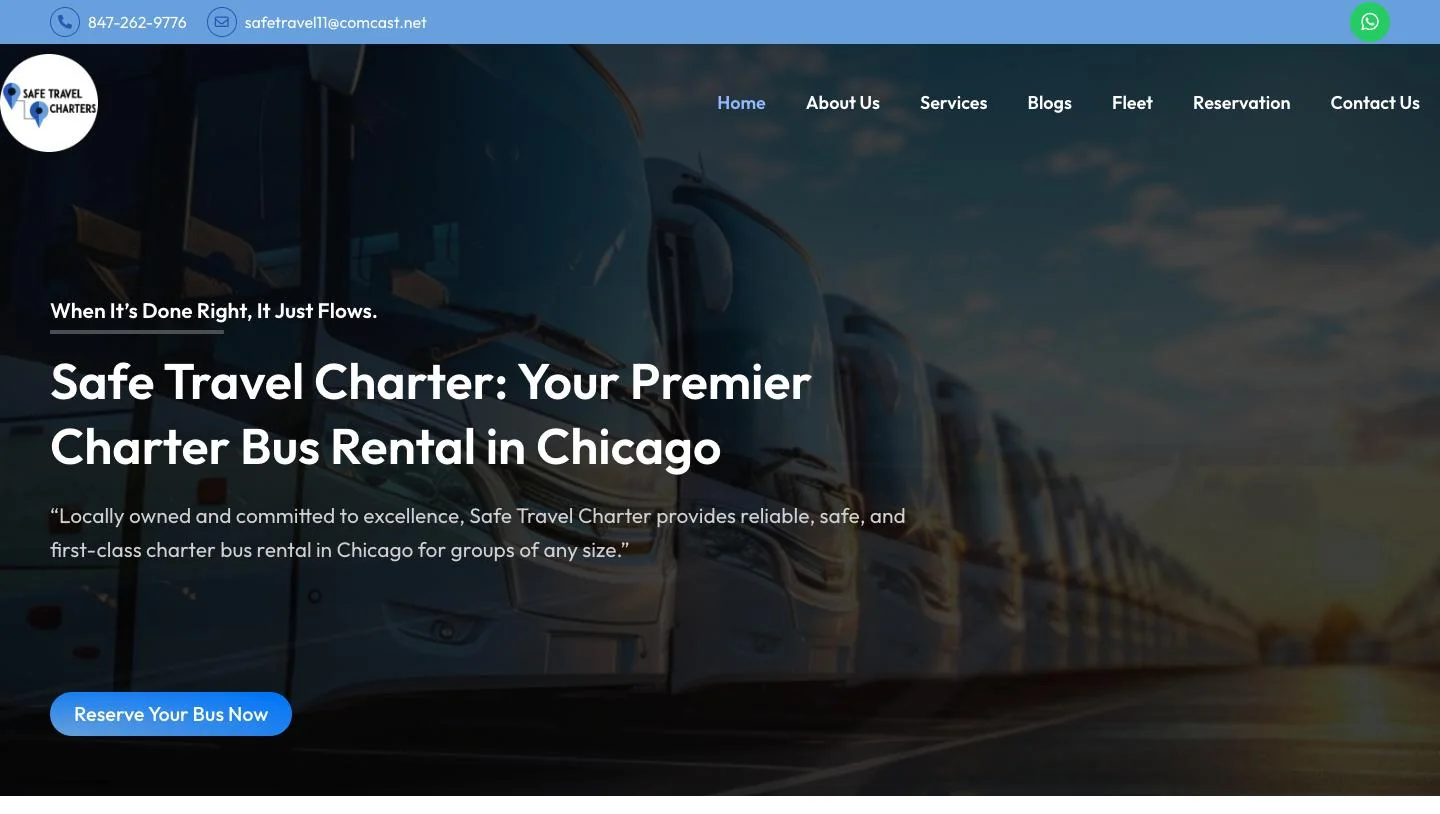 847-262-9776
safetravel11@comcast.net
SAFE TRAVEL
CHARTERS
Home
About Us
Services
Blogs
Fleet
Reservation
Contact Us
When It’s Done Right, It Just Flows.
Safe Travel Charter: Your Premier
Charter Bus Rental in Chicago
“Locally owned and committed to excellence, Safe Travel Charter provides reliable, safe, and
first-class charter bus rental in Chicago for groups of any size.”
Reserve Your Bus Now